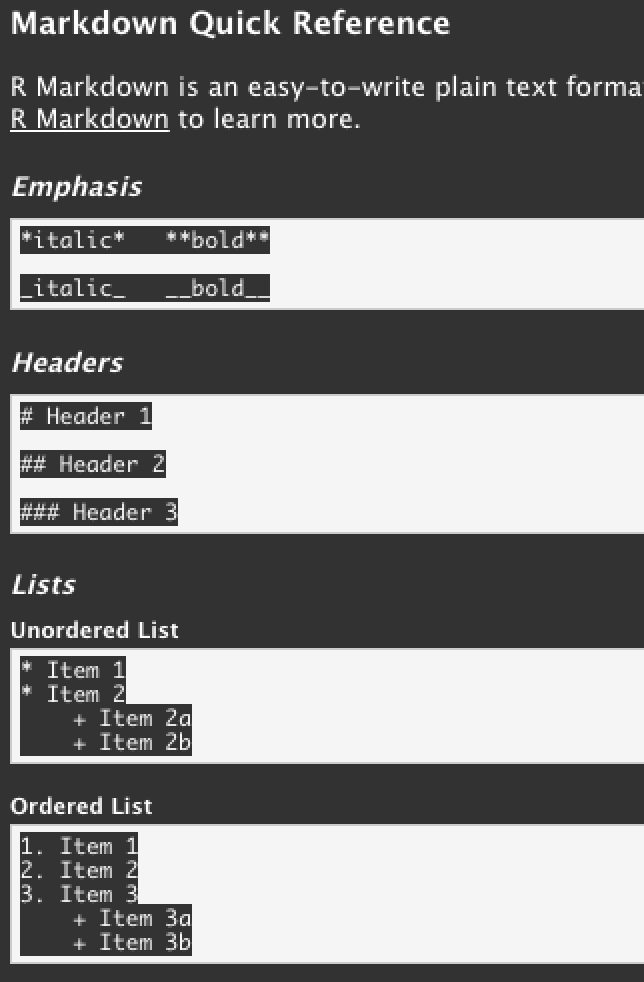 Markdown Quick Reference
R Markdown is an easy-to-write plain text
R Markdown to learn more.
Emphasis
*italic*   **bold**
_italic_   __bold__
Headers
# Header 1
## Header 2
### Header 3
Lists
Unordered List
* Item 1
* Item 2
    + Item 2a
    + Item 2b
Ordered List
1. Item 1
2. Item 2
3. Item 3
    + Item 3a
    + Item 3b